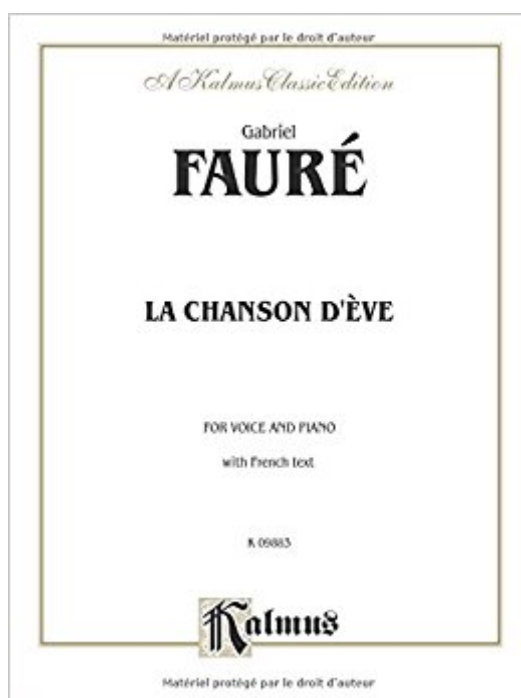 Matériel protégé par le droit d'auteur
A Kalmus Classic Edition
Gabriel
FAURÉ
LA CHANSON D'ÈVE
FOR VOICE AND PIANO
with French text
K 09883
Kalmus
Matériel protégé par le droit d'auteur